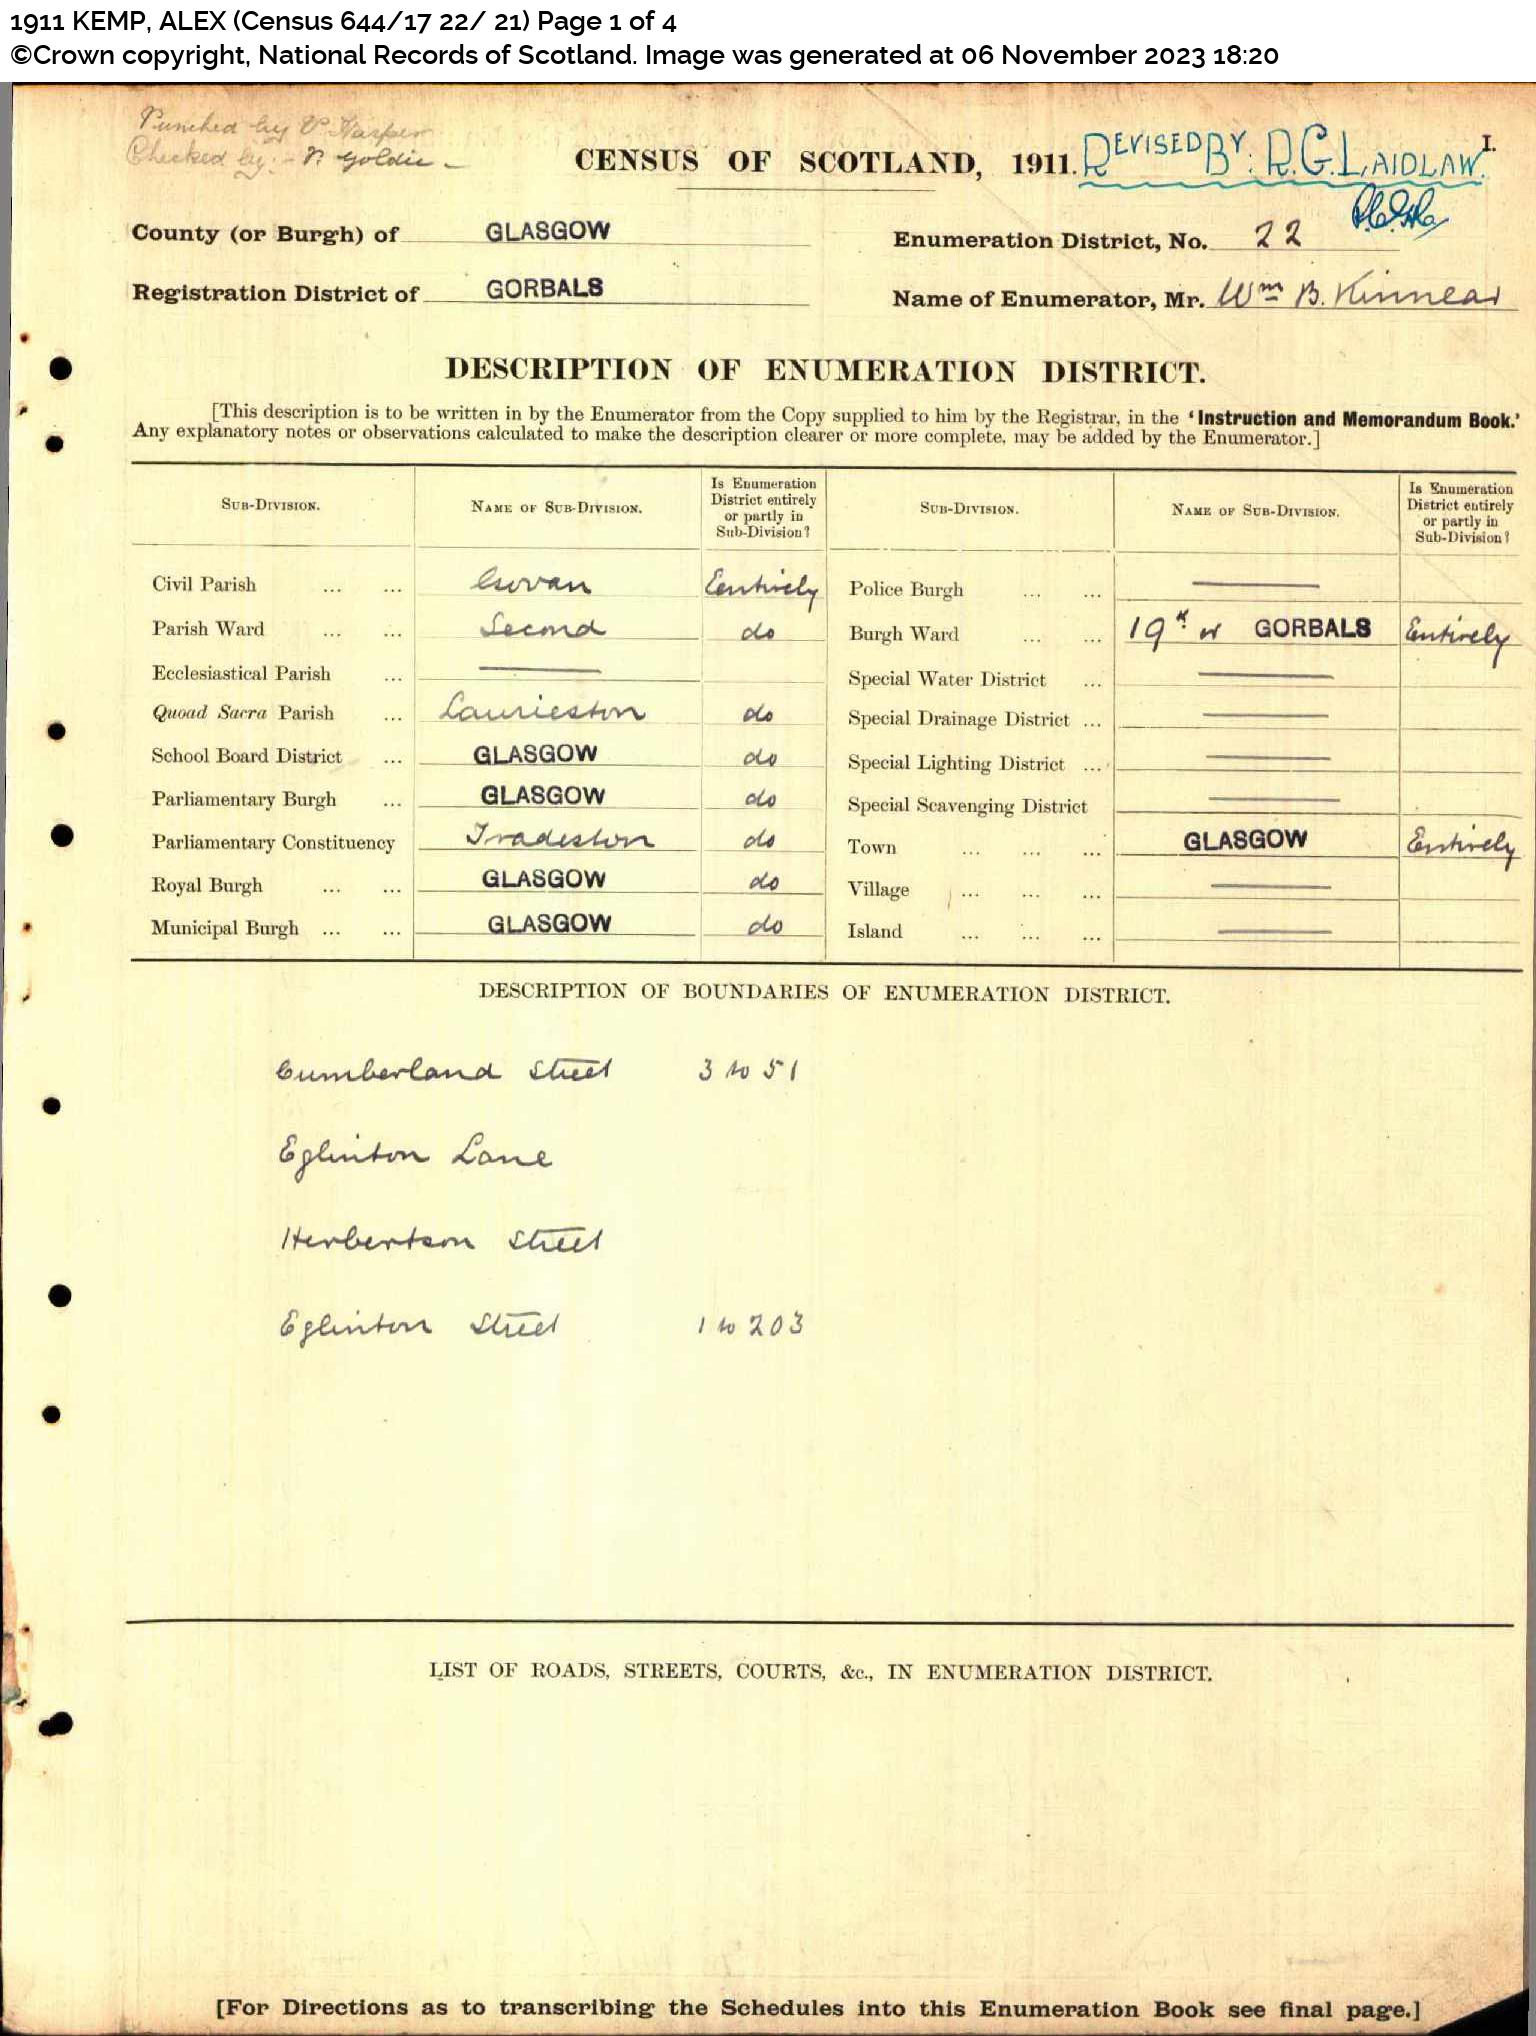 1911 KEMP, ALEX (Census 644/17 22/ 21) Page 1 of 4
©Crown copyright, National Records of Scotland. Image was generated at 06 November 2023 18:20
Punched by Harper
Checked by:- Goldie -
CENSUS OF SCOTLAND, 1911. REVISED BY: R.G. LAIDLAW. I.
County (or Burgh) of GLASGOW
Enumeration District, No. 22
Registration District of GORBALS
Name of Enumerator, Mr. Wm B. Kinnear
DESCRIPTION OF ENUMERATION DISTRICT.
[This description is to be written in by the Enumerator from the Copy supplied to him by the Registrar, in the 'Instruction and Memorandum Book.'
Any explanatory notes or observations calculated to make the description clearer or more complete, may be added by the Enumerator.]
SUB-DIVISION. NAME OF SUB-DIVISION. Is Enumeration District entirely or partly in Sub-Division? SUB-DIVISION. NAME OF SUB-DIVISION. Is Enumeration District entirely or partly in Sub-Division?
Civil Parish ... ... Govan Entirely Police Burgh ... ... ———
Parish Ward ... ... Second do Burgh Ward ... ... 19th or GORBALS Entirely
Ecclesiastical Parish ... ——— Special Water District ... ———
Quoad Sacra Parish ... Laurieston do Special Drainage District ... ———
School Board District ... GLASGOW do Special Lighting District ... ———
Parliamentary Burgh ... GLASGOW do Special Scavenging District ———
Parliamentary Constituency Tradeston do Town ... ... ... GLASGOW Entirely
Royal Burgh ... ... GLASGOW do Village ... ... ... ———
Municipal Burgh ... ... GLASGOW do Island ... ... ... ———
DESCRIPTION OF BOUNDARIES OF ENUMERATION DISTRICT.
Cumberland Street 3 to 51
Eglinton Lane
Herbertson Street
Eglinton Street 1 to 203
LIST OF ROADS, STREETS, COURTS, &c., IN ENUMERATION DISTRICT.
[For Directions as to transcribing the Schedules into this Enumeration Book see final page.]